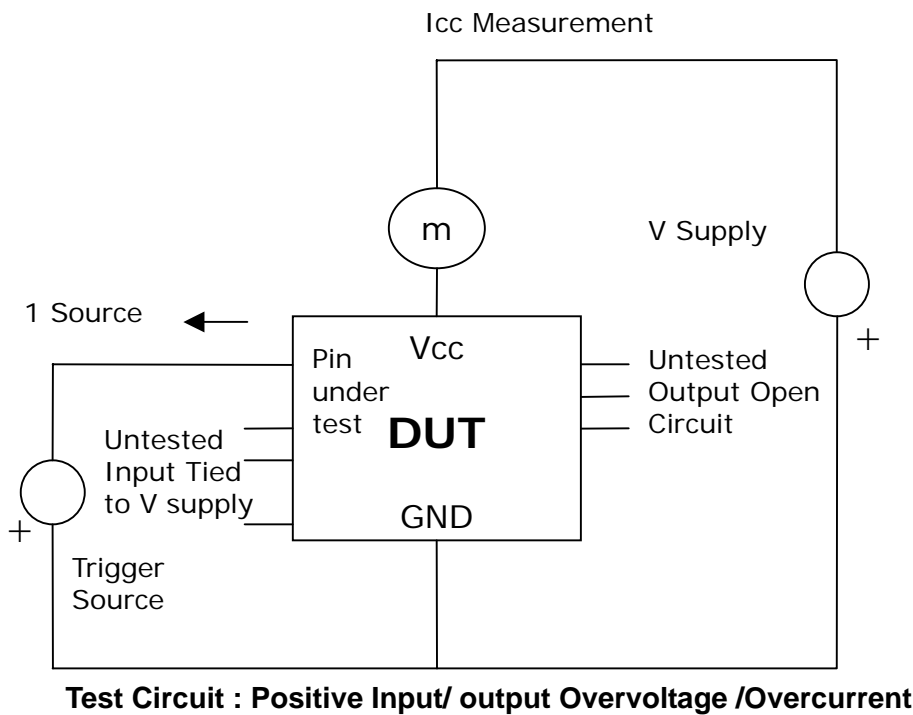 Icc Measurement
m
V Supply
+
1 Source
Vcc
Pin
under
test
DUT
GND
Untested
Output Open
Circuit
Untested
Input Tied
to V supply
+
Trigger
Source
Test Circuit : Positive Input/ output Overvoltage /Overcurrent